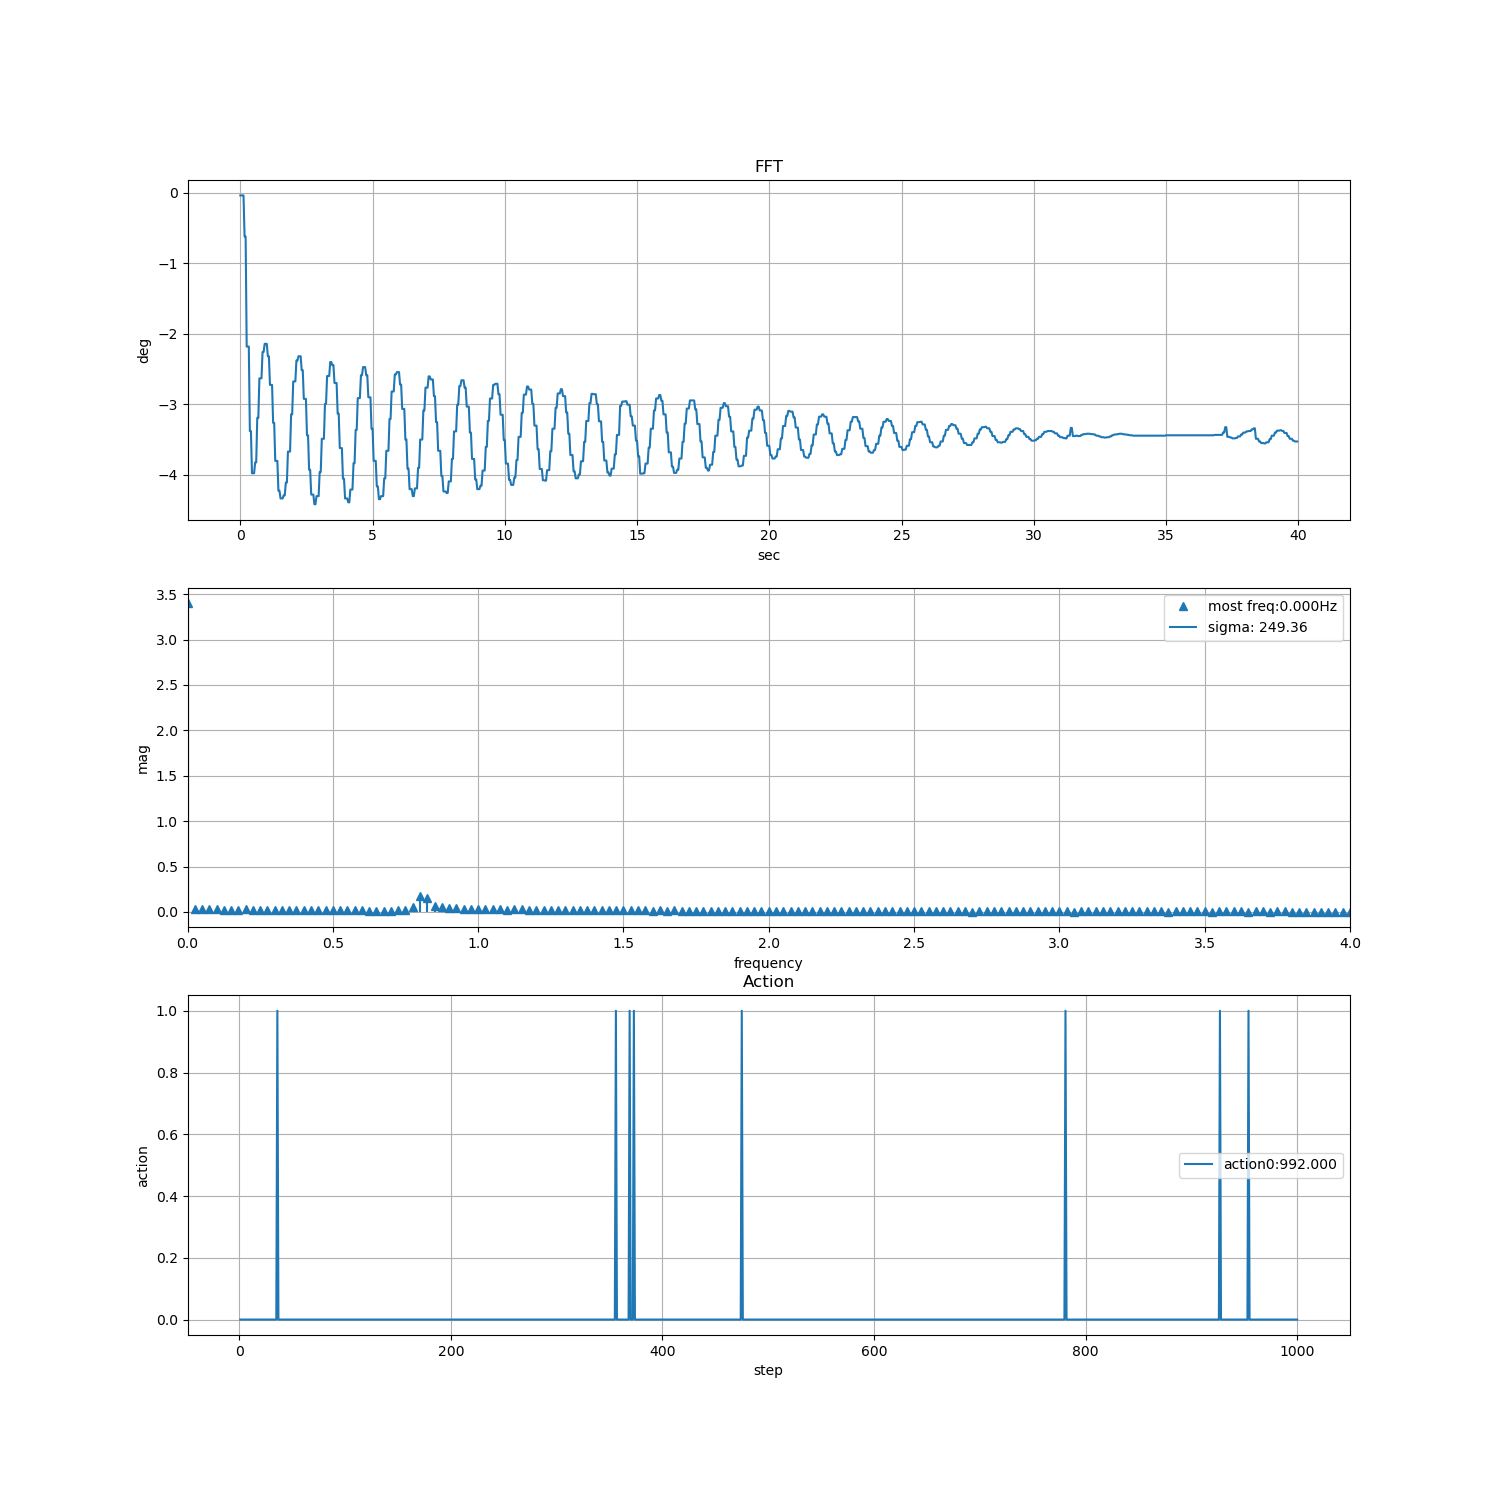 FFT
0
−1
−2
−3
−4
deg
0 5 10 15 20 25 30 35 40
sec
3.5
3.0
2.5
2.0
1.5
1.0
0.5
0.0
mag
most freq:0.000Hz
sigma: 249.36
0.0 0.5 1.0 1.5 2.0 2.5 3.0 3.5 4.0
frequency
Action
1.0
0.8
0.6
0.4
0.2
0.0
action
action0:992.000
0 200 400 600 800 1000
step